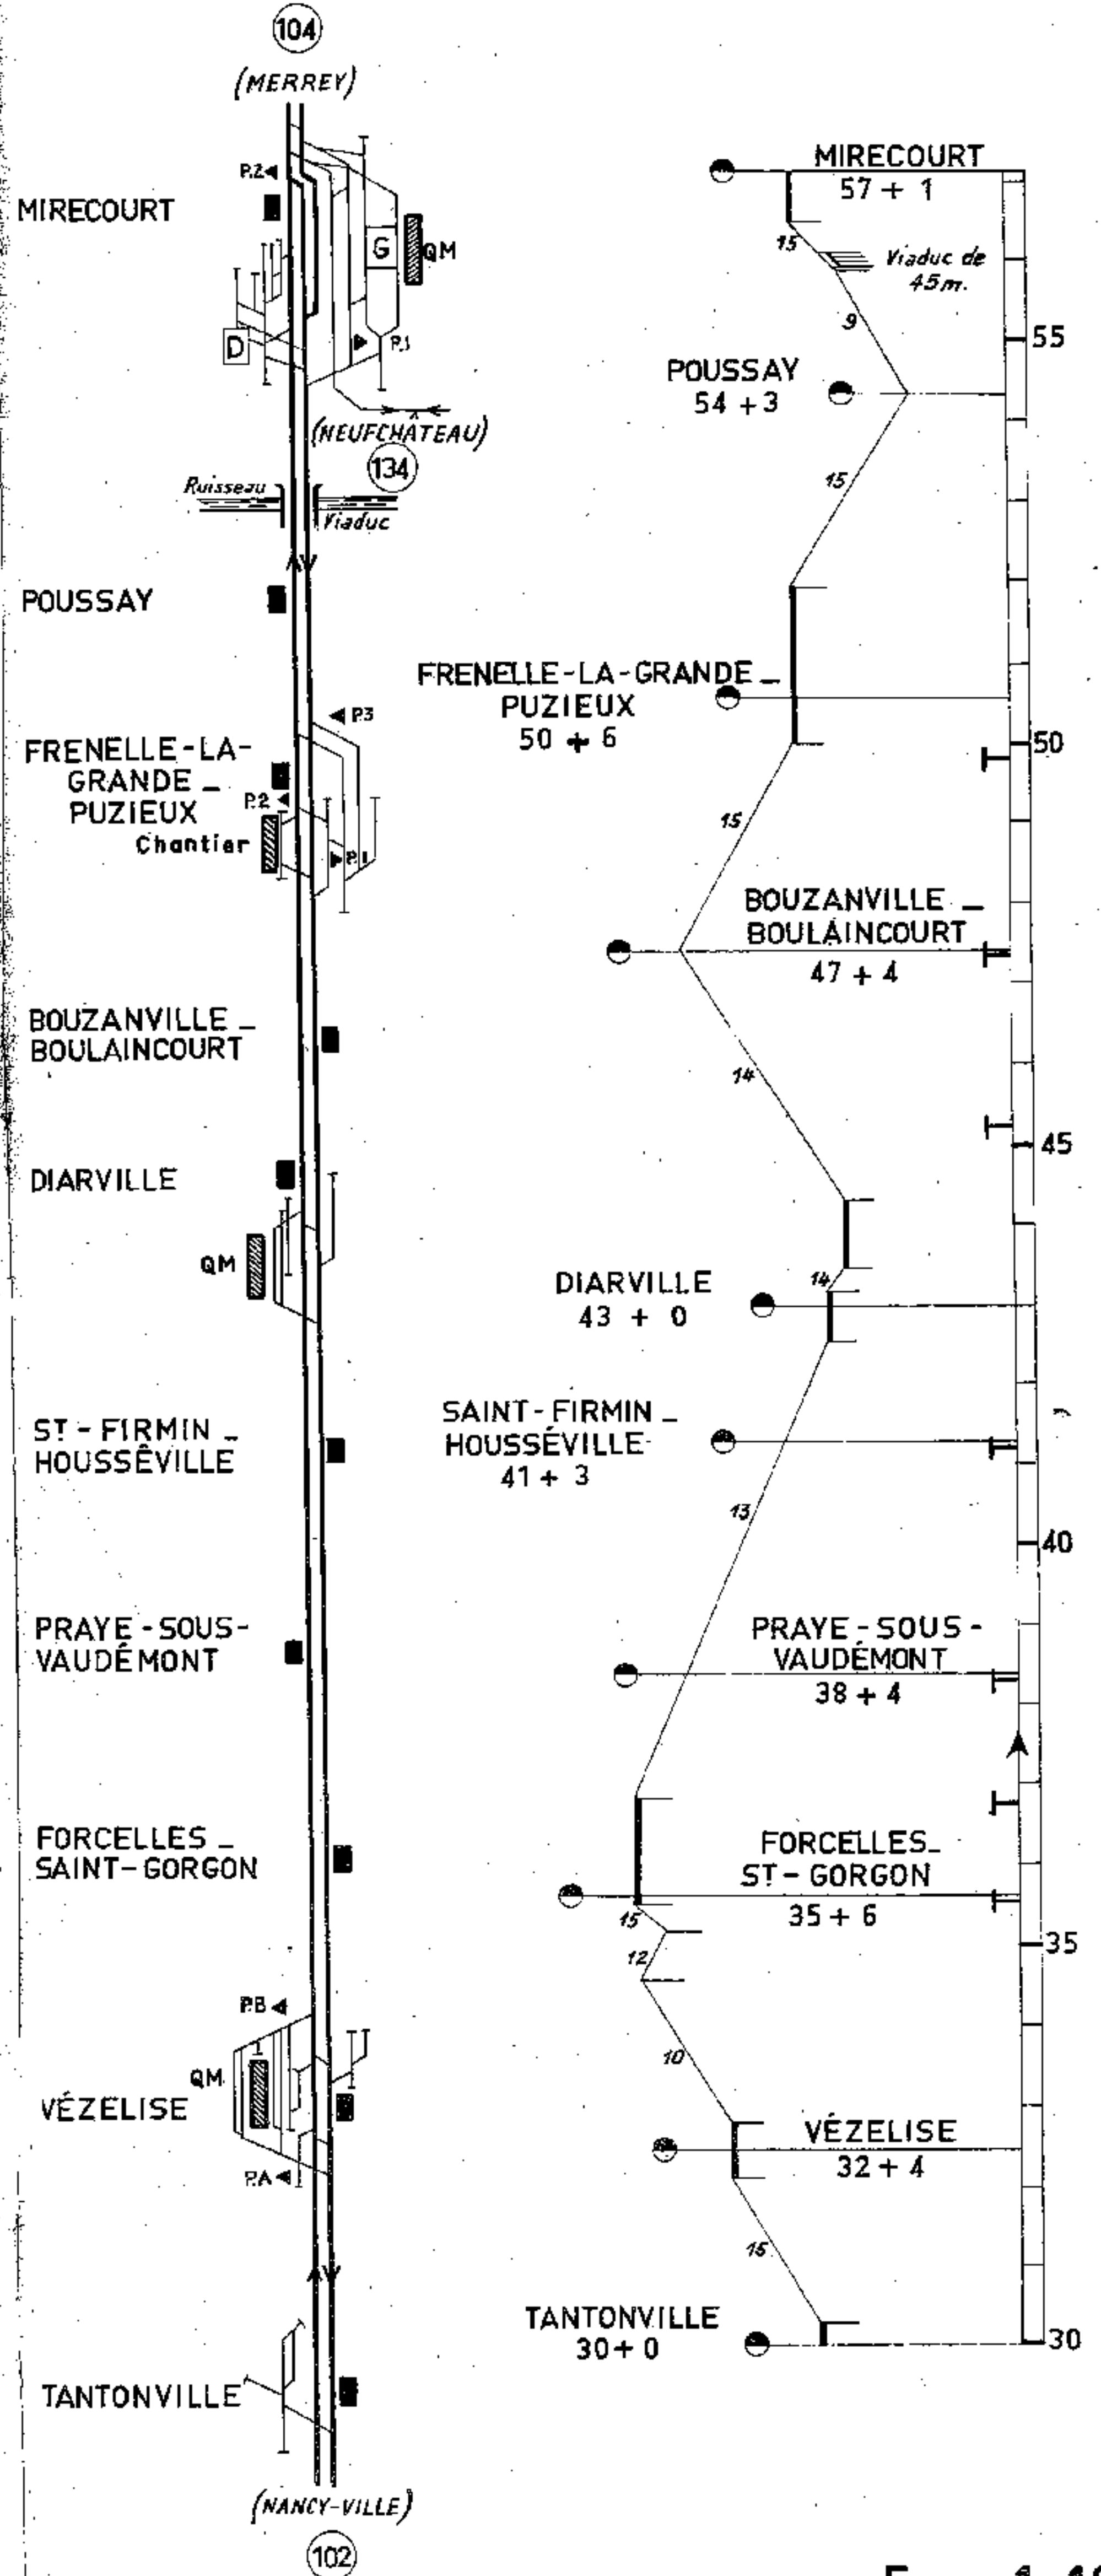 104
(MERREY)
P.2
MIRECOURT
G
QM
D
P.1
(NEUFCHÂTEAU)
134
Ruisseau
Viaduc
POUSSAY
P.3
FRENELLE-LA-
GRANDE _
PUZIEUX
P.2
Chantier
P.1
BOUZANVILLE _
BOULAINCOURT
DIARVILLE
QM
ST - FIRMIN _
HOUSSÊVILLE
PRAYE - SOUS -
VAUDÉMONT
FORCELLES _
SAINT-GORGON
P.B
QM
VÉZELISE
P.A
TANTONVILLE
(NANCY-VILLE)
102
MIRECOURT
57 + 1
15
Viaduc de
45m.
9
55
POUSSAY
54 + 3
15
FRENELLE-LA-GRANDE _
PUZIEUX
50 + 6
50
15
BOUZANVILLE _
BOULAINCOURT
47 + 4
14
45
14
DIARVILLE
43 + 0
SAINT-FIRMIN _
HOUSSÉVILLE
41 + 3
13
40
PRAYE - SOUS -
VAUDÉMONT
38 + 4
FORCELLES_
ST - GORGON
35 + 6
15
35
12
10
VÉZELISE
32 + 4
15
TANTONVILLE
30 + 0
30